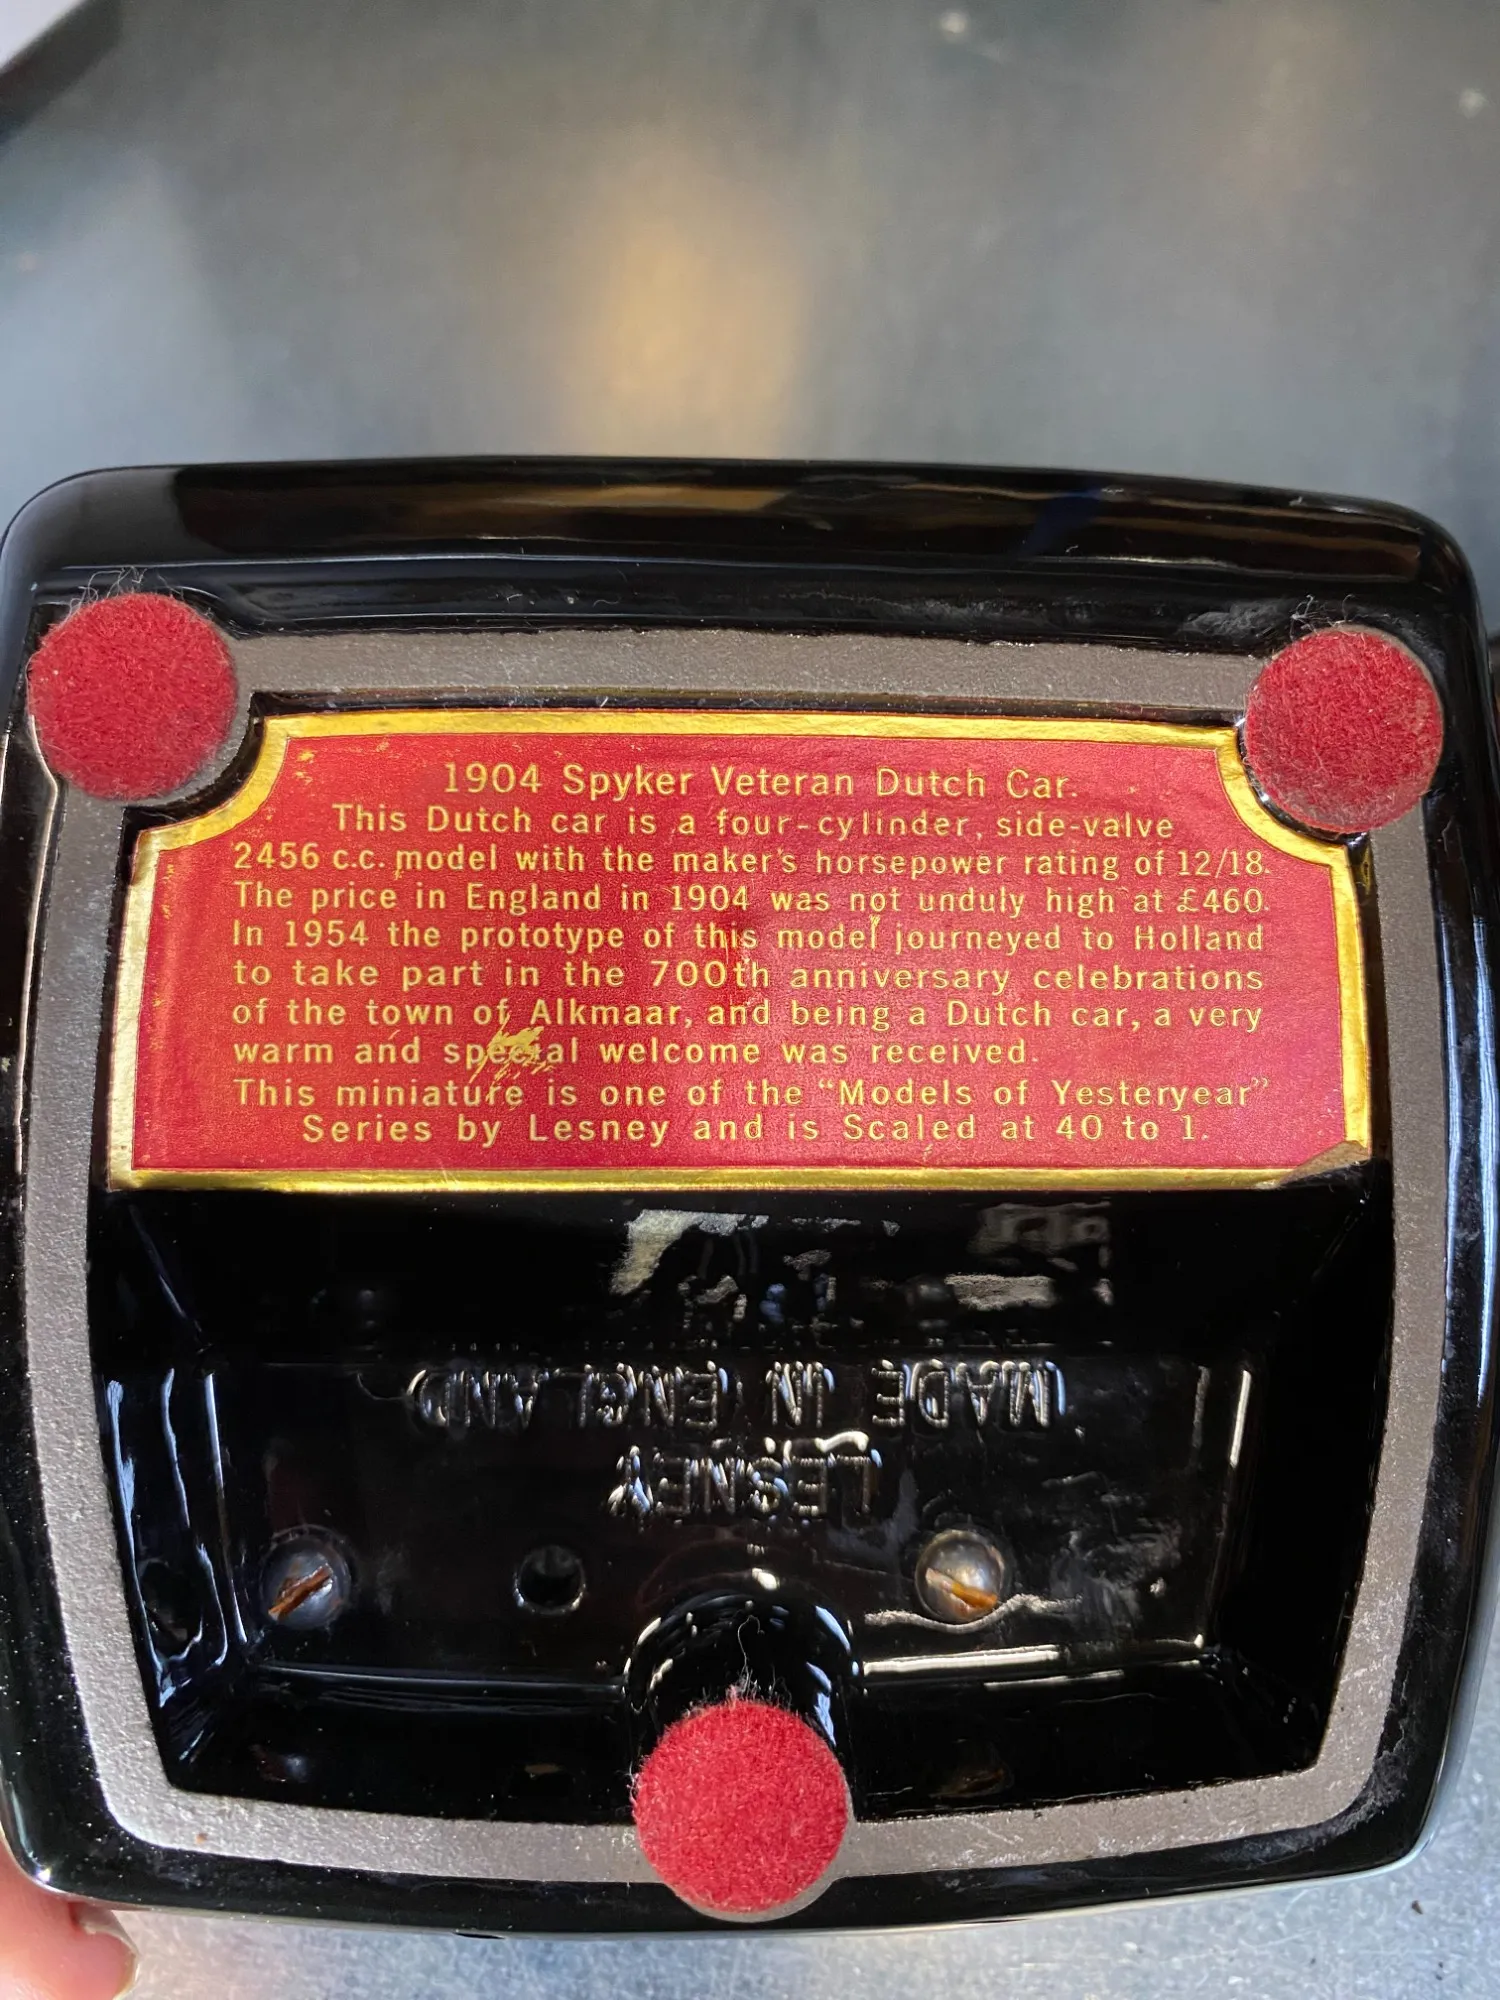 1904 Spyker Veteran Dutch Car.
This Dutch car is a four-cylinder, side-valve
2456 c.c. model with the maker's horsepower rating of 12/18.
The price in England in 1904 was not unduly high at £460.
In 1954 the prototype of this model journeyed to Holland
to take part in the 700th anniversary celebrations
of the town of Alkmaar, and being a Dutch car, a very
warm and special welcome was received.
This miniature is one of the “Models of Yesteryear”
Series by Lesney and is Scaled at 40 to 1.
LESNEY
MADE IN ENGLAND